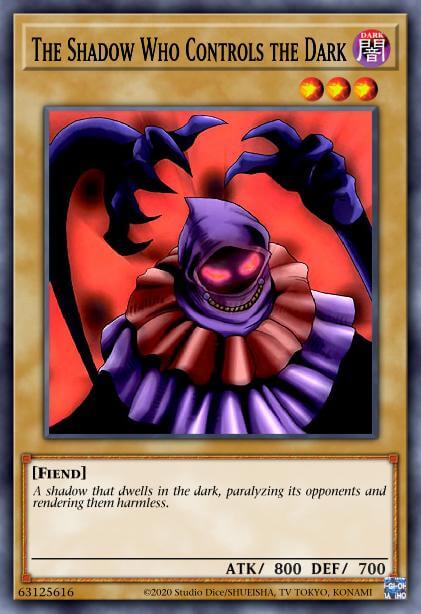 The Shadow Who Controls the Dark
DARK
闇
[Fiend]
A shadow that dwells in the dark, paralyzing its opponents and
rendering them harmless.
ATK/ 800 DEF/ 700
63125616
©2020 Studio Dice/SHUEISHA, TV TOKYO, KONAMI